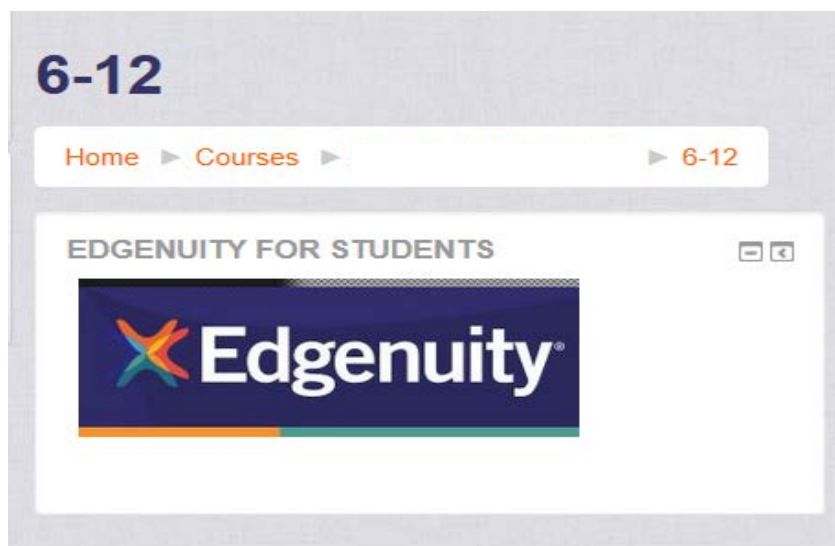 6-12
Home ► Courses ► ► 6-12
EDGENUITY FOR STUDENTS
Edgenuity®